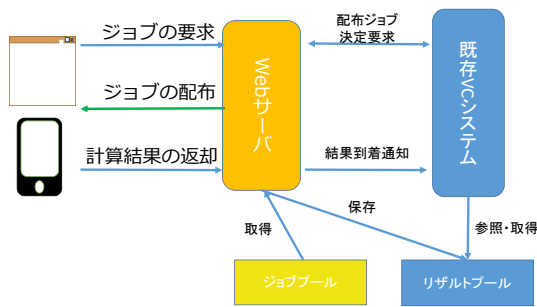 ジョブの要求
ジョブの配布
計算結果の返却
Webサーバ
配布ジョブ
決定要求
結果到着通知
既存VCシステム
保存
取得
参照・取得
ジョブプール
リザルトプール